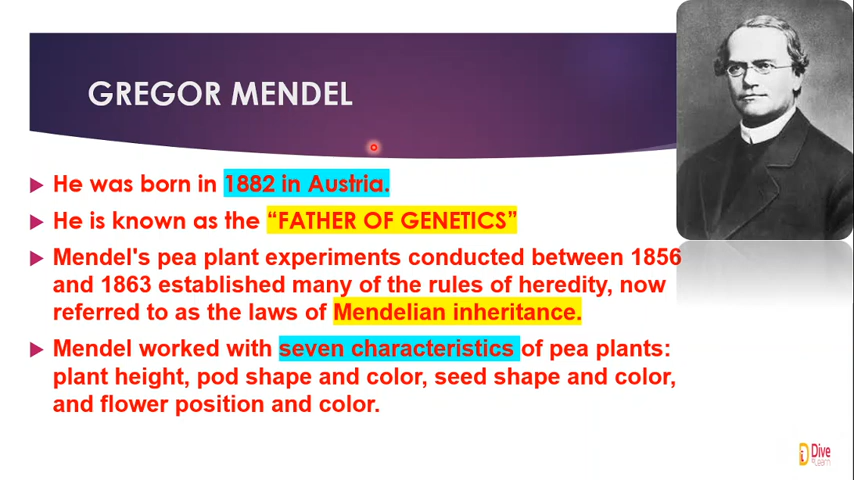 GREGOR MENDEL
He was born in 1882 in Austria.
He is known as the “FATHER OF GENETICS”
Mendel's pea plant experiments conducted between 1856
and 1863 established many of the rules of heredity, now
referred to as the laws of Mendelian inheritance.
Mendel worked with seven characteristics of pea plants:
plant height, pod shape and color, seed shape and color,
and flower position and color.
Dive
Learn